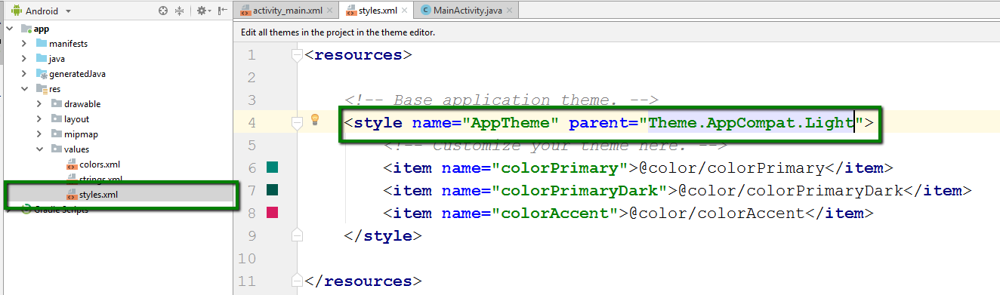 Android
activity_main.xml
styles.xml
MainActivity.java
app
manifests
java
generatedJava
res
drawable
layout
mipmap
values
colors.xml
strings.xml
styles.xml
Gradle Scripts
Edit all themes in the project in the theme editor.
1 <resources>
2
3 <!-- Base application theme. -->
4 <style name="AppTheme" parent="Theme.AppCompat.Light">
5 <!-- Customize your theme here. -->
6 <item name="colorPrimary">@color/colorPrimary</item>
7 <item name="colorPrimaryDark">@color/colorPrimaryDark</item>
8 <item name="colorAccent">@color/colorAccent</item>
9 </style>
10
11 </resources>